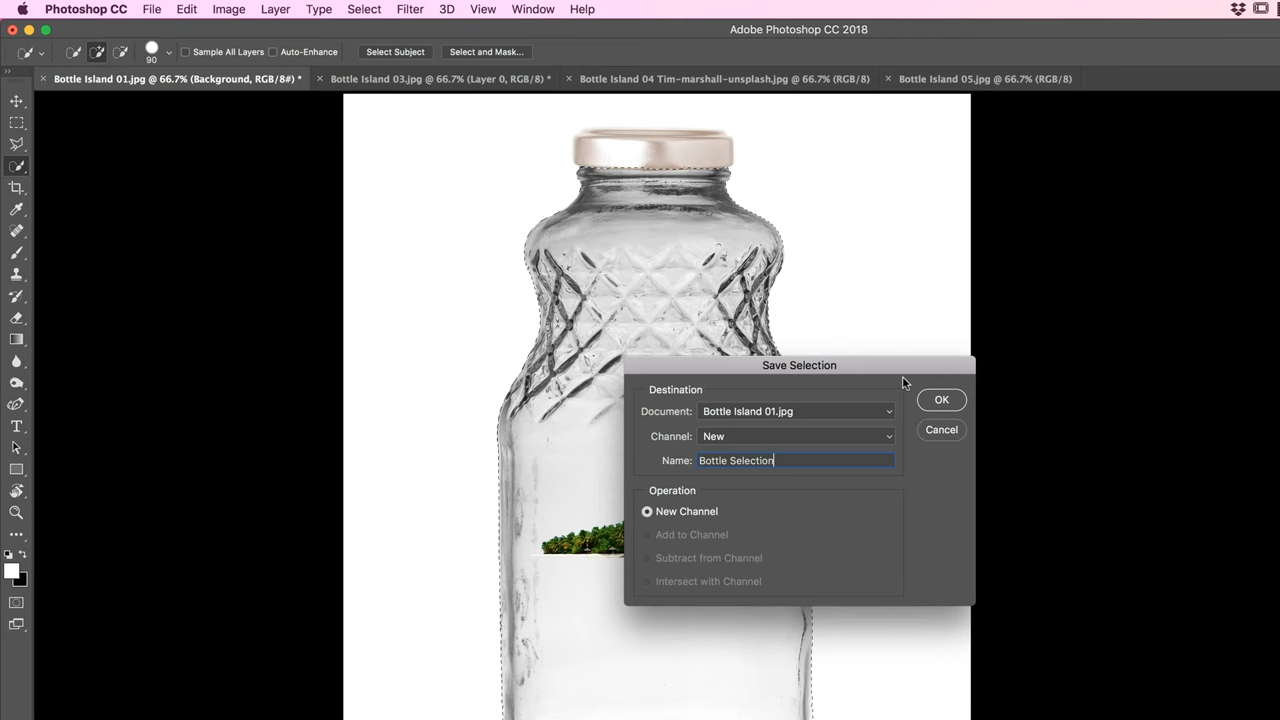 Photoshop CC File Edit Image Layer Type Select Filter 3D View Window Help
Adobe Photoshop CC 2018
90 Sample All Layers Auto-Enhance Select Subject Select and Mask...
Bottle Island 01.jpg @ 66.7% (Background, RGB/8#) * Bottle Island 03.jpg @ 66.7% (Layer 0, RGB/8) * Bottle Island 04 Tim-marshall-unsplash.jpg @ 66.7% (RGB/8) Bottle Island 05.jpg @ 66.7% (RGB/8)
Save Selection
Destination
Document: Bottle Island 01.jpg
Channel: New
Name: Bottle Selection
OK
Cancel
Operation
New Channel
Add to Channel
Subtract from Channel
Intersect with Channel